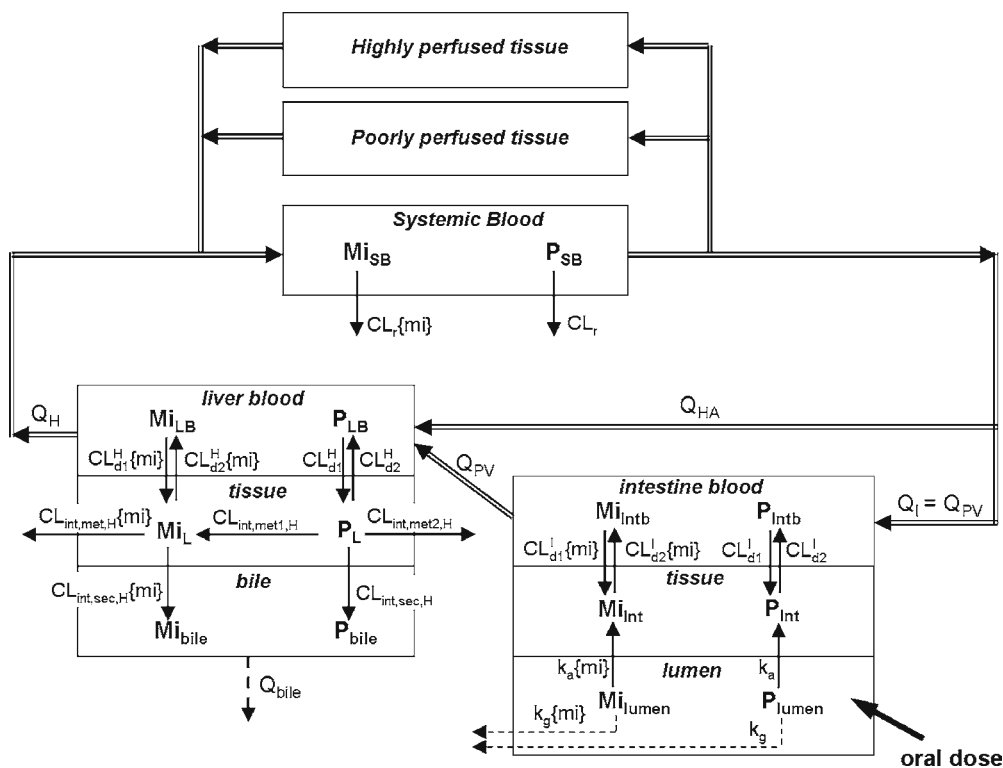 Highly perfused tissue
Poorly perfused tissue
Systemic Blood
Mi_SB P_SB
CL_r{mi} CL_r
Q_H
liver blood
Mi_LB P_LB
CL^H_d1{mi} CL^H_d2{mi} CL^H_d1 CL^H_d2
tissue
CL_int,met,H{mi} Mi_L CL_int,met1,H P_L CL_int,met2,H
bile
CL_int,sec,H{mi} CL_int,sec,H
Mi_bile P_bile
Q_bile
Q_HA
Q_PV
Q_I = Q_PV
intestine blood
Mi_Intb P_Intb
CL^I_d1{mi} CL^I_d2{mi} CL^I_d1 CL^I_d2
tissue
Mi_Int P_Int
k_a{mi} lumen k_a
Mi_lumen P_lumen
k_g{mi} k_g
oral dose